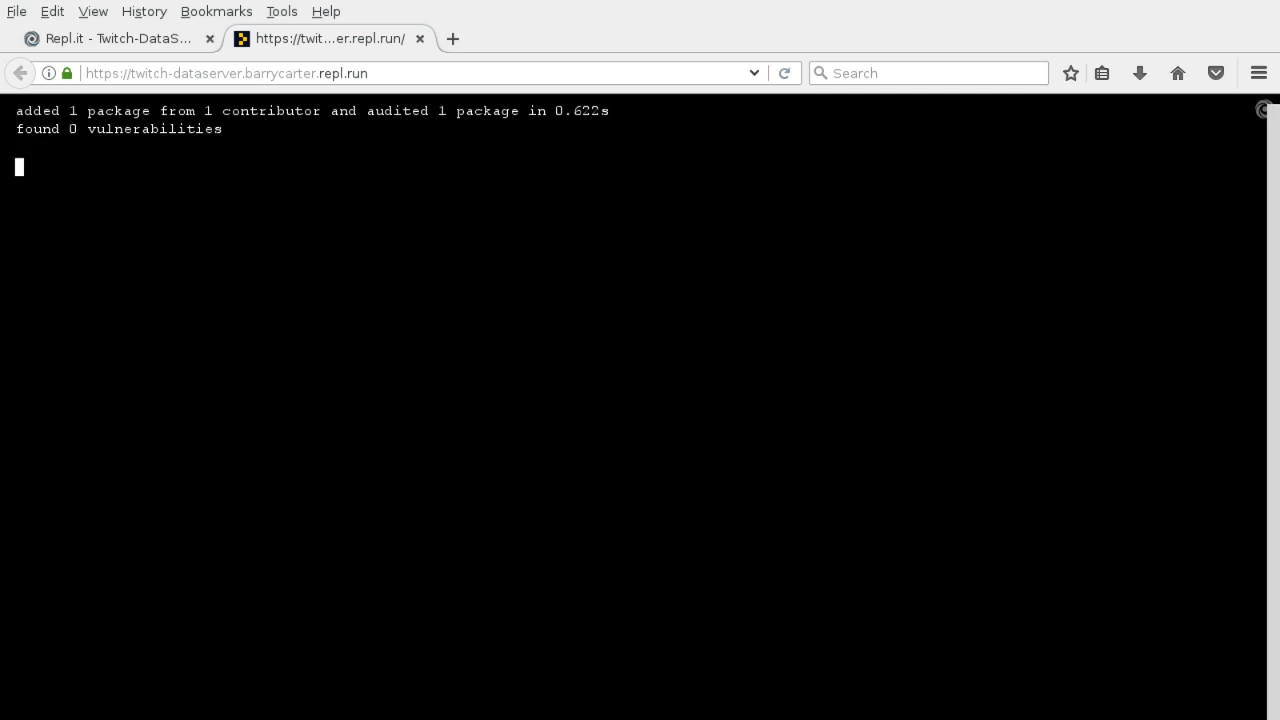 File Edit View History Bookmarks Tools Help
Repl.it - Twitch-DataS... https://twit...er.repl.run/
https://twitch-dataserver.barrycarter.repl.run Search
added 1 package from 1 contributor and audited 1 package in 0.622s
found 0 vulnerabilities